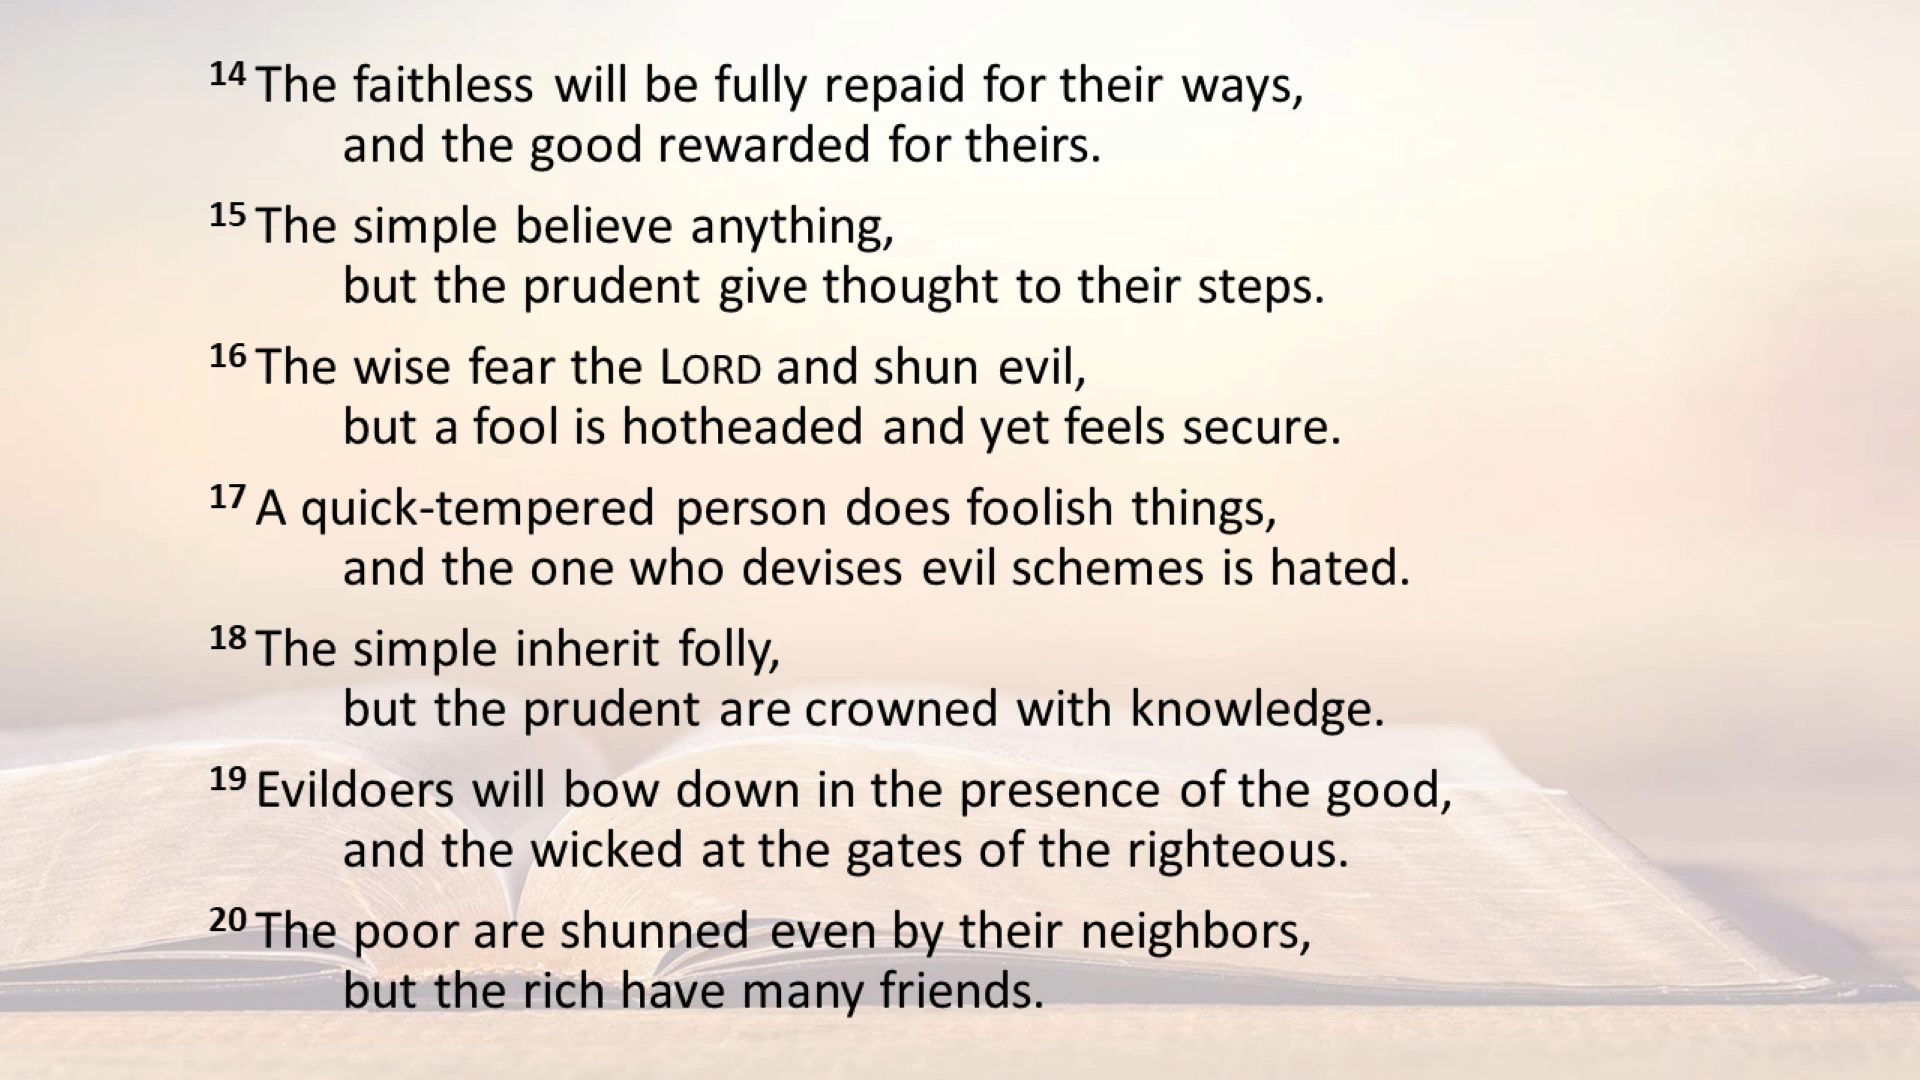 14 The faithless will be fully repaid for their ways,
and the good rewarded for theirs.
15 The simple believe anything,
but the prudent give thought to their steps.
16 The wise fear the LORD and shun evil,
but a fool is hotheaded and yet feels secure.
17 A quick-tempered person does foolish things,
and the one who devises evil schemes is hated.
18 The simple inherit folly,
but the prudent are crowned with knowledge.
19 Evildoers will bow down in the presence of the good,
and the wicked at the gates of the righteous.
20 The poor are shunned even by their neighbors,
but the rich have many friends.